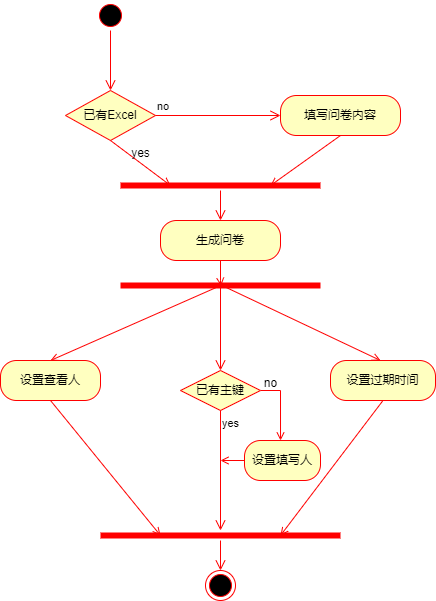 已有Excel
no
填写问卷内容
yes
生成问卷
设置查看人
已有主键
no
设置过期时间
yes
设置填写人